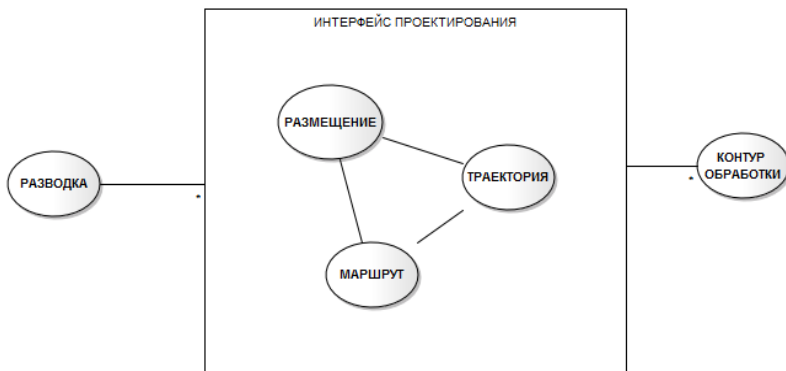 ИНТЕРФЕЙС ПРОЕКТИРОВАНИЯ
РАЗМЕЩЕНИЕ
ТРАЕКТОРИЯ
КОНТУР
ОБРАБОТКИ
РАЗВОДКА
*
*
МАРШРУТ